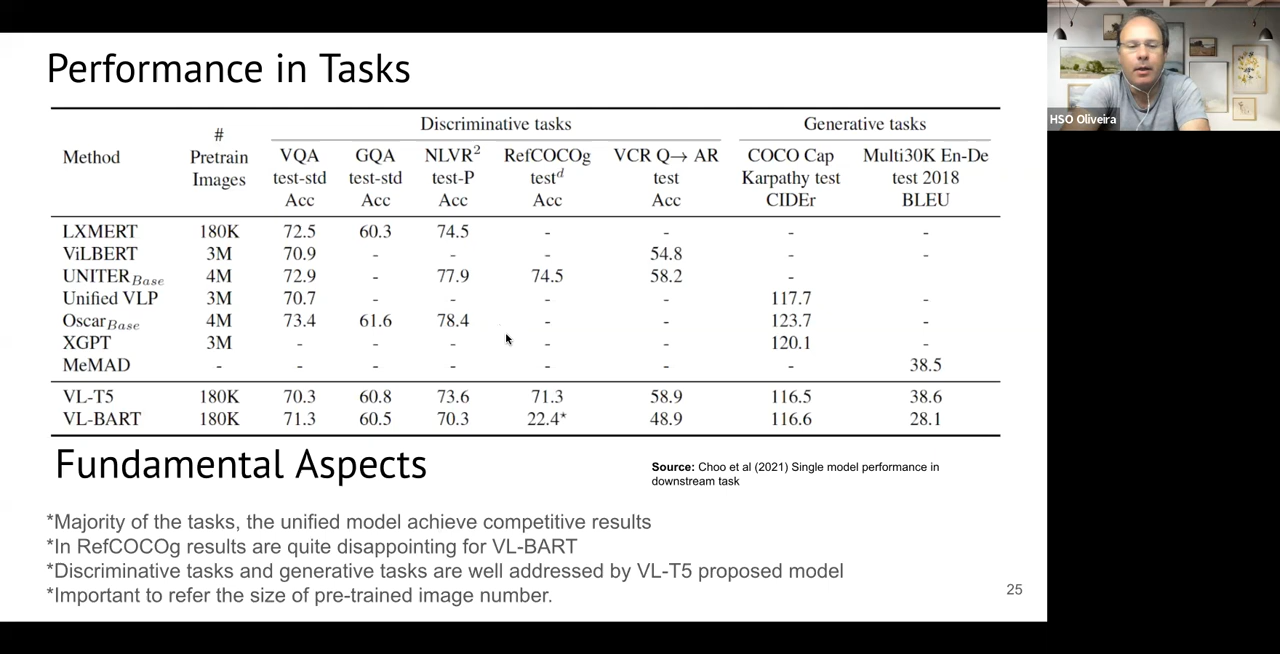 Performance in Tasks
HSO Oliveira
Discriminative tasks Generative tasks
Method # Pretrain Images VQA test-std Acc GQA test-std Acc NLVR² test-P Acc RefCOCOg testᵈ Acc VCR Q→ AR test Acc COCO Cap Karpathy test CIDEr Multi30K En-De test 2018 BLEU
LXMERT 180K 72.5 60.3 74.5 - - - -
ViLBERT 3M 70.9 - - - 54.8 - -
UNITER Base 4M 72.9 - 77.9 74.5 58.2 -
Unified VLP 3M 70.7 - - - - 117.7 -
Oscar Base 4M 73.4 61.6 78.4 - - 123.7 -
XGPT 3M - - - - - 120.1 -
MeMAD - - - - - - - 38.5
VL-T5 180K 70.3 60.8 73.6 71.3 58.9 116.5 38.6
VL-BART 180K 71.3 60.5 70.3 22.4* 48.9 116.6 28.1
Fundamental Aspects
Source: Choo et al (2021) Single model performance in
downstream task
*Majority of the tasks, the unified model achieve competitive results
*In RefCOCOg results are quite disappointing for VL-BART
*Discriminative tasks and generative tasks are well addressed by VL-T5 proposed model
*Important to refer the size of pre-trained image number.
25